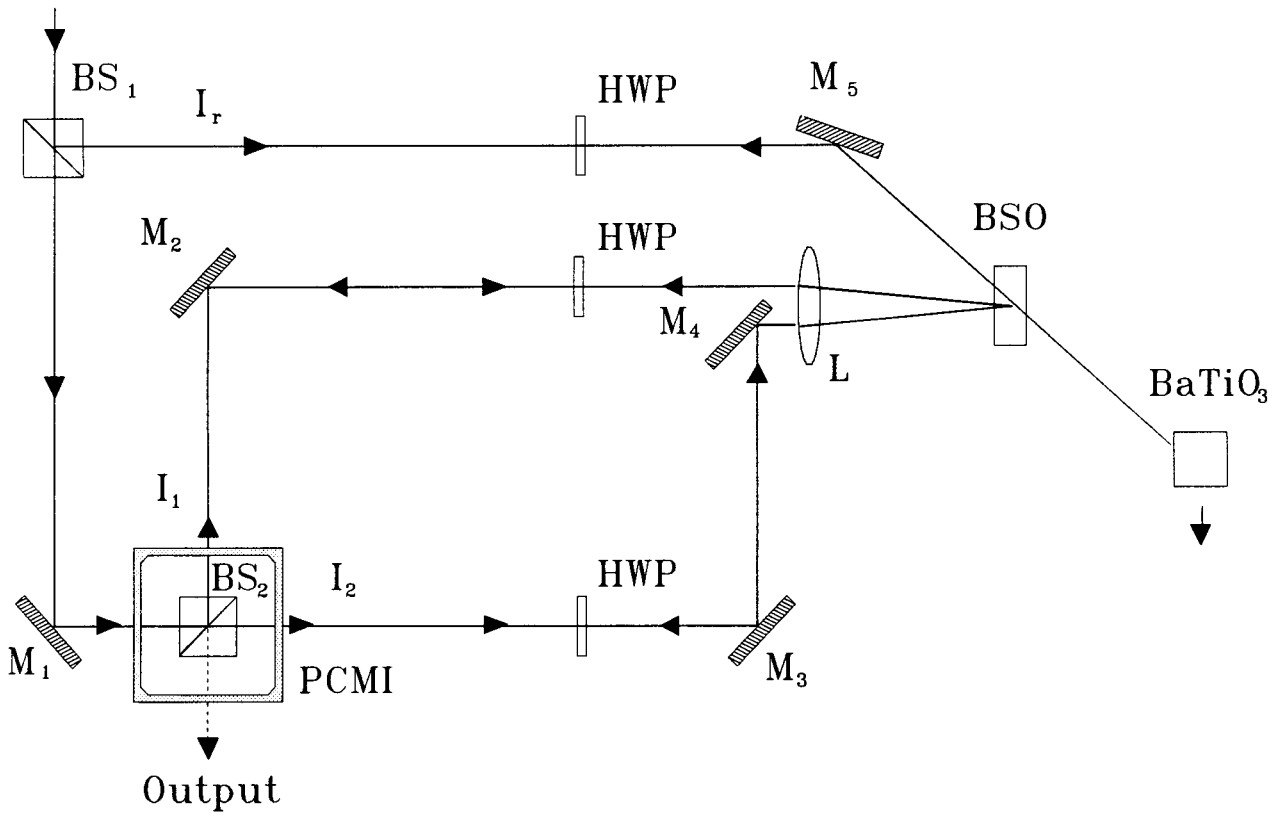 BS₁
Iᵣ
HWP
M₅
BSO
M₂
HWP
M₄
L
BaTiO₃
I₁
BS₂
I₂
HWP
M₁
PCMI
M₃
Output